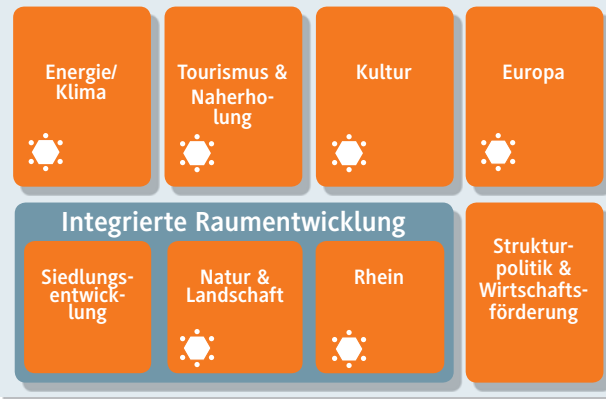 Energie/
Klima
Tourismus &
Naherho-
lung
Kultur
Europa
Integrierte Raumentwicklung
Siedlungs-
entwick-
lung
Natur &
Landschaft
Rhein
Struktur-
politik &
Wirtschafts-
förderung